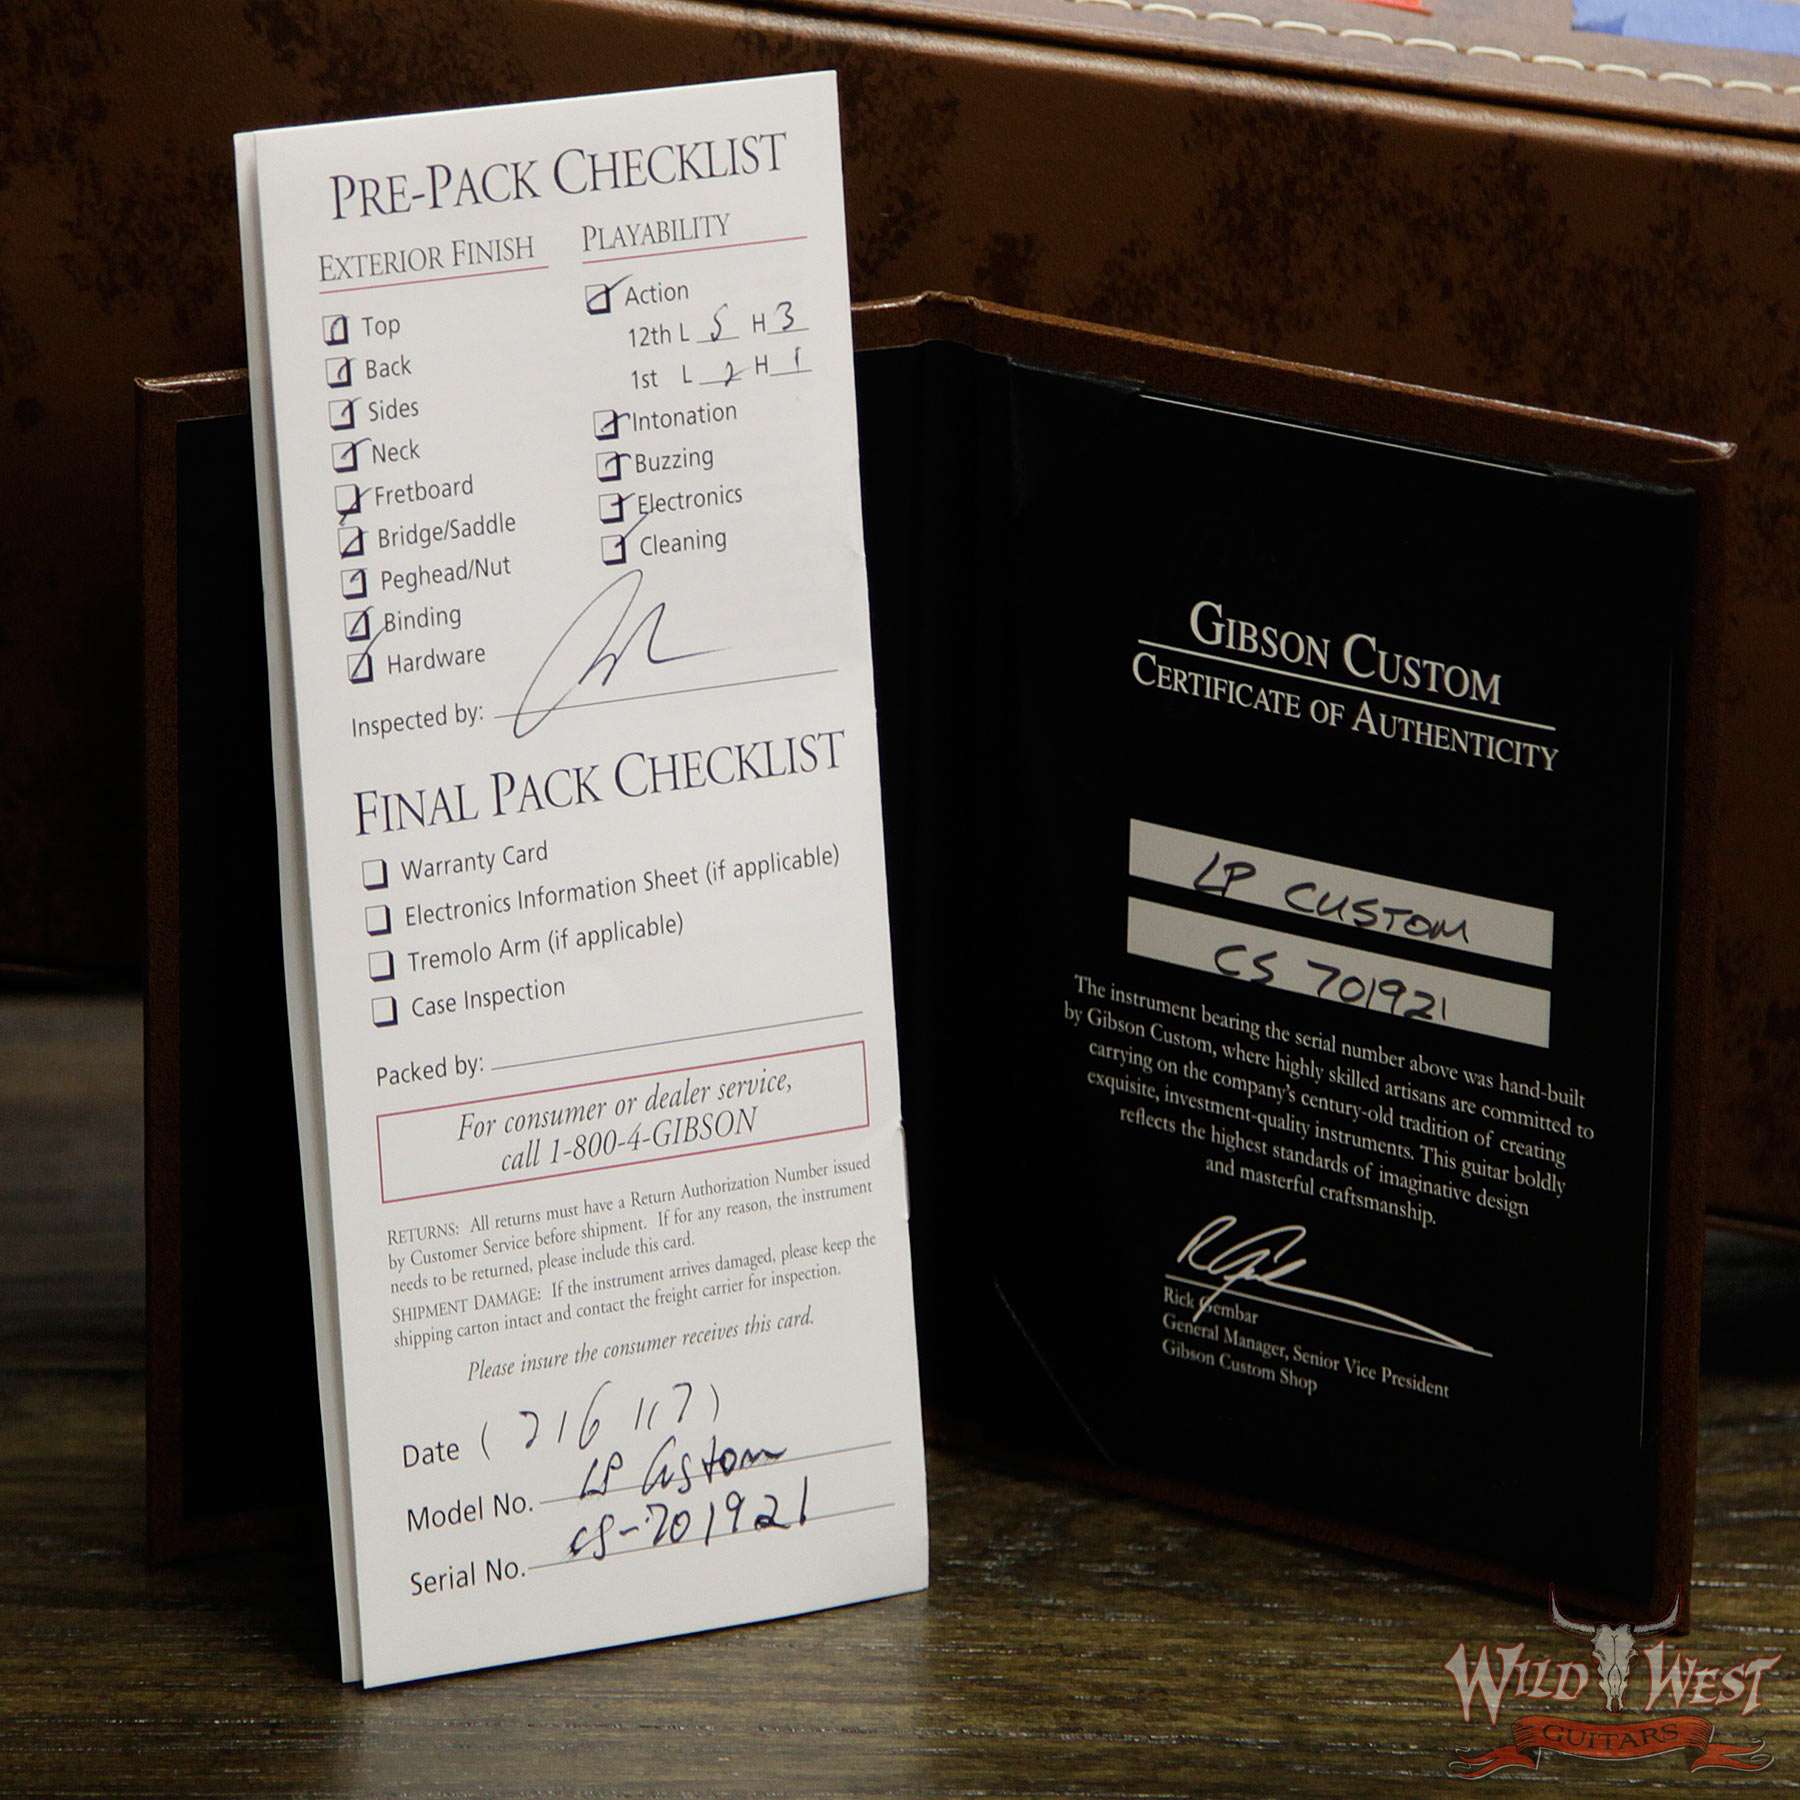 PRE-PACK CHECKLIST
EXTERIOR FINISH
Top
Back
Sides
Neck
Fretboard
Bridge/Saddle
Peghead/Nut
Binding
Hardware
PLAYABILITY
Action
12th L 5 H 3
1st L 2 H 1
Intonation
Buzzing
Electronics
Cleaning
Inspected by:
FINAL PACK CHECKLIST
Warranty Card
Electronics Information Sheet (if applicable)
Tremolo Arm (if applicable)
Case Inspection
Packed by:
For consumer or dealer service,
call 1-800-4-GIBSON
RETURNS: All returns must have a Return Authorization Number issued
by Customer Service before shipment. If for any reason, the instrument
needs to be returned, please include this card.
SHIPMENT DAMAGE: If the instrument arrives damaged, please keep the
shipping carton intact and contact the freight carrier for inspection.
Please insure the consumer receives this card.
Date
Model No. LP Custom
Serial No. CS-701921
GIBSON CUSTOM
CERTIFICATE OF AUTHENTICITY
LP CUSTOM
CS 701921
The instrument bearing the serial number above was hand-built
by Gibson Custom, where highly skilled artisans are committed to
carrying on the company's century-old tradition of creating
exquisite, investment-quality instruments. This guitar boldly
reflects the highest standards of imaginative design
and masterful craftsmanship.
Rick Gembar
General Manager, Senior Vice President
Gibson Custom Shop
WILD WEST
GUITARS